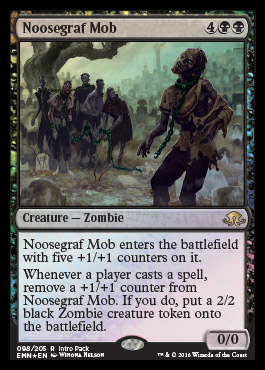 Noosegraf Mob 4
Creature — Zombie
Noosegraf Mob enters the battlefield
with five +1/+1 counters on it.
Whenever a player casts a spell,
remove a +1/+1 counter from
Noosegraf Mob. If you do, put a 2/2
black Zombie creature token onto
the battlefield.
0/0
098/205 R Intro Pack
EMN★EN Winona Nelson
™ & © 2016 Wizards of the Coast